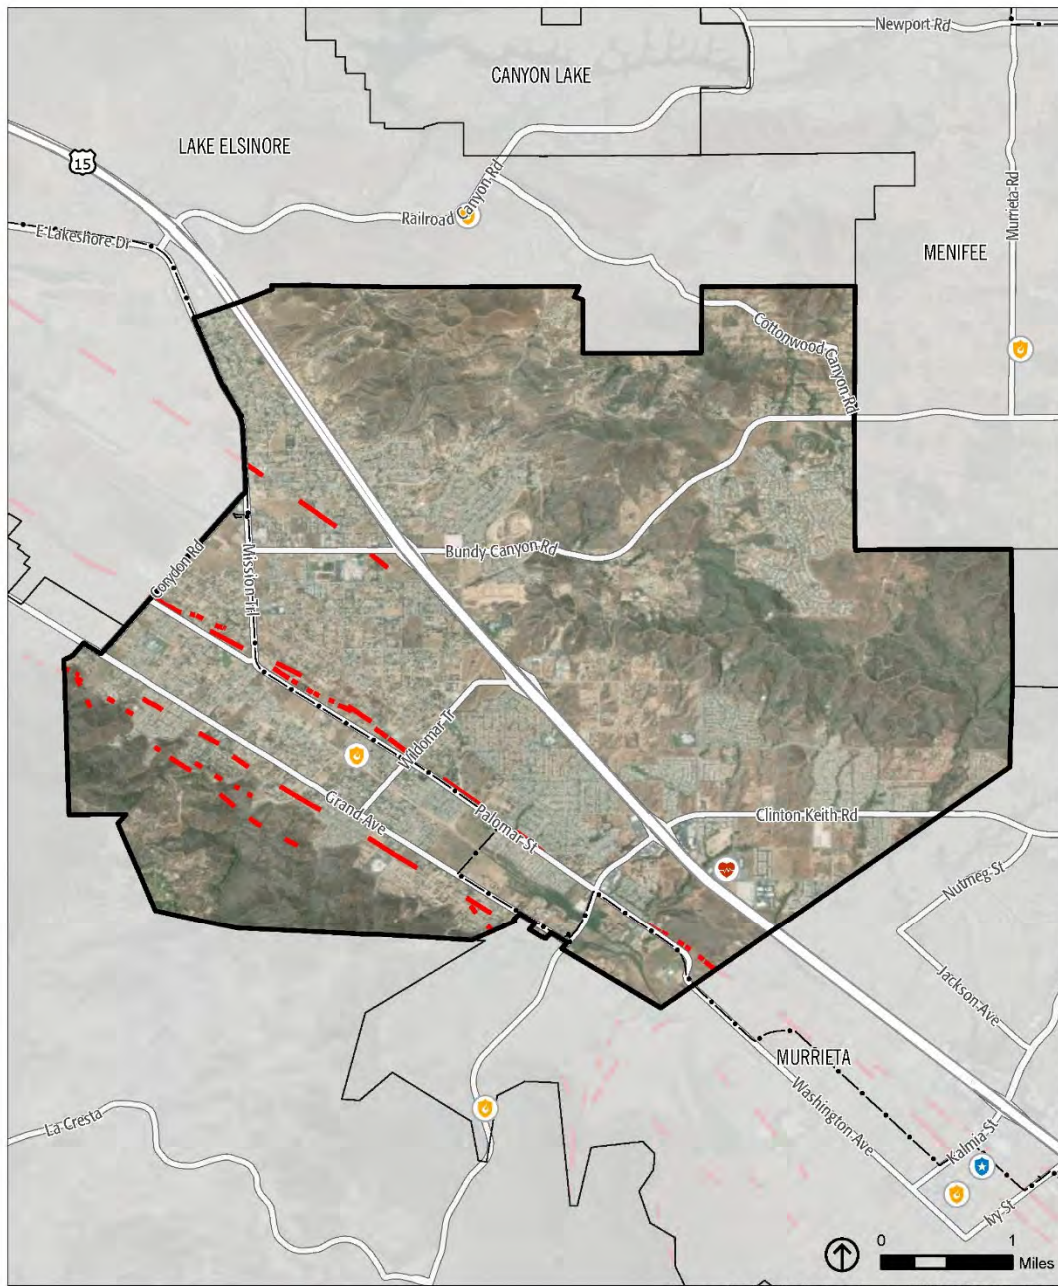 Newport Rd
CANYON LAKE
LAKE ELSINORE
15
Railroad Canyon Rd
Murrieta Rd
E Lakeshore Dr
MENIFEE
Cottonwood Canyon Rd
Corydon Rd
Mission Trl
Bundy Canyon Rd
Wildomar Tr
Grand Ave
Palomar St
Clinton Keith Rd
Nutmeg St
Jackson Ave
MURRIETA
Washington Ave
La Cresta
Kalmia St
Ivy St
0 1
Miles